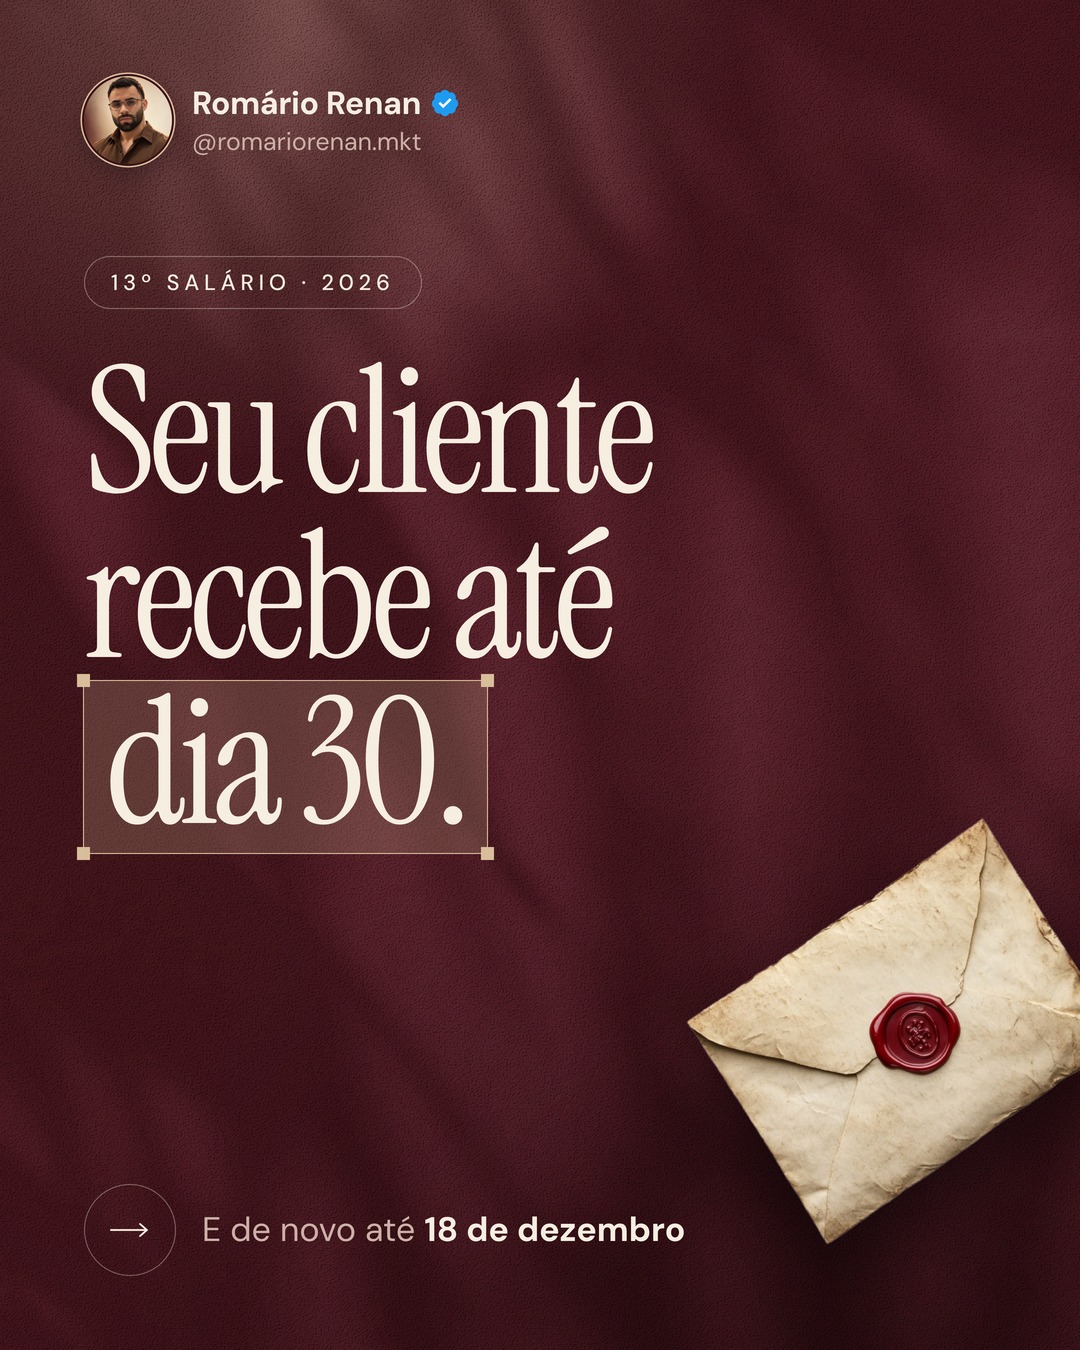 Romário Renan
@romariorenan.mkt
13º SALÁRIO · 2026
Seu cliente
recebe até
dia 30.
E de novo até 18 de dezembro